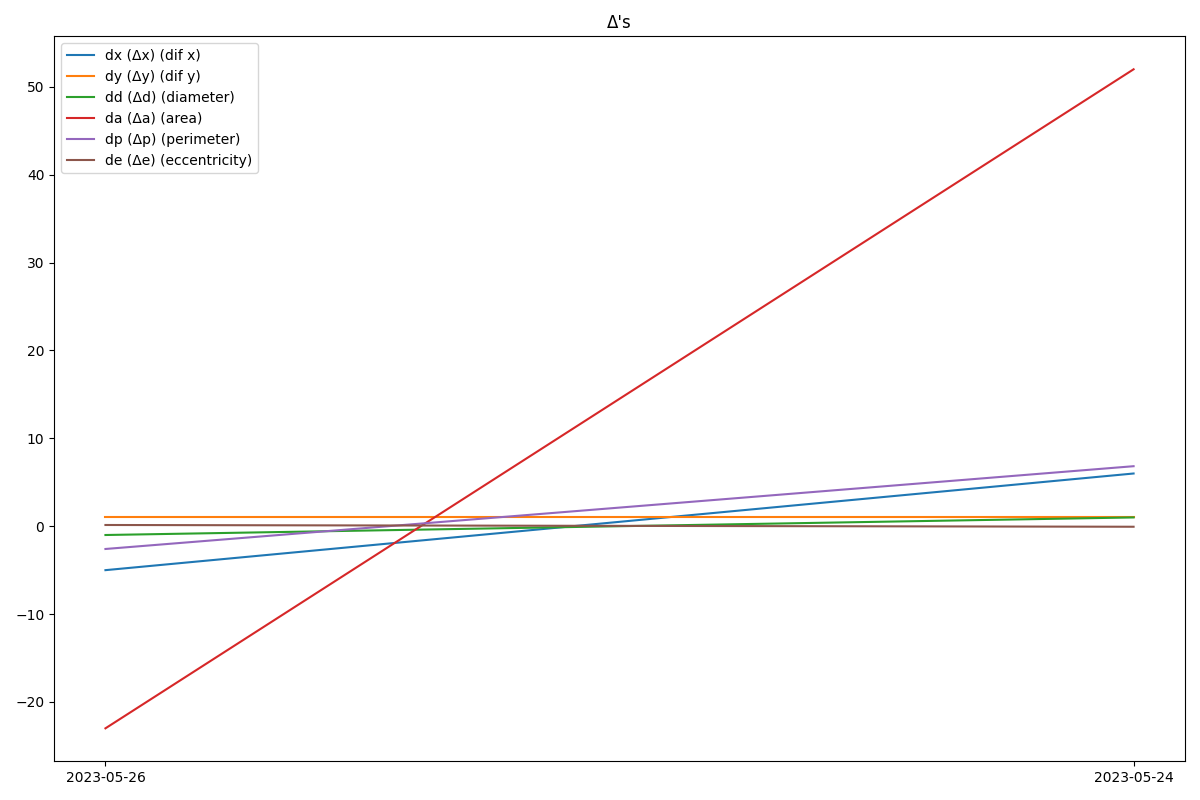 Δ's
dx (Δx) (dif x)
dy (Δy) (dif y)
dd (Δd) (diameter)
da (Δa) (area)
dp (Δp) (perimeter)
de (Δe) (eccentricity)
50
40
30
20
10
0
−10
−20
2023-05-26
2023-05-24